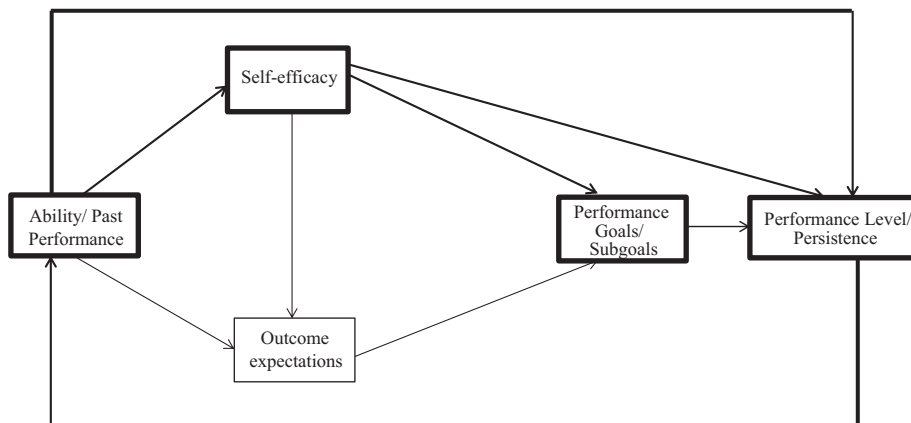 Self-efficacy
Ability/ Past
Performance
Performance
Goals/
Subgoals
Performance Level/
Persistence
Outcome
expectations